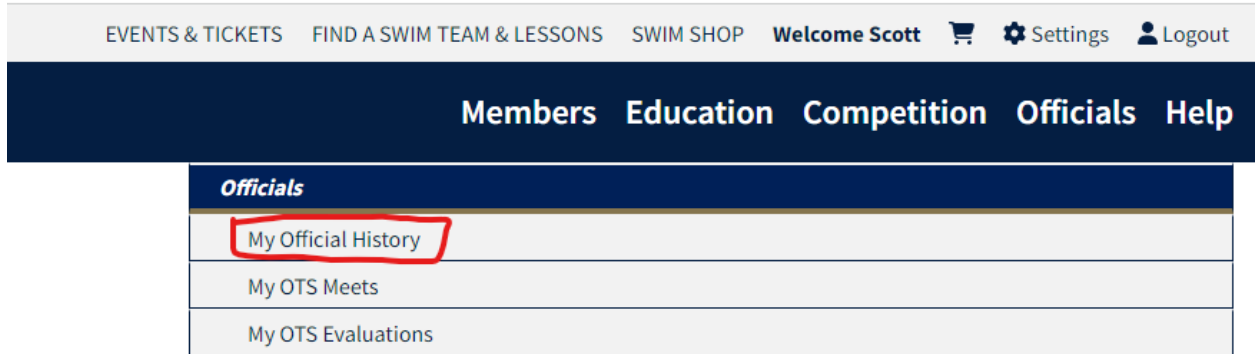 EVENTS & TICKETS FIND A SWIM TEAM & LESSONS SWIM SHOP Welcome Scott Settings Logout
Members Education Competition Officials Help
Officials
My Official History
My OTS Meets
My OTS Evaluations